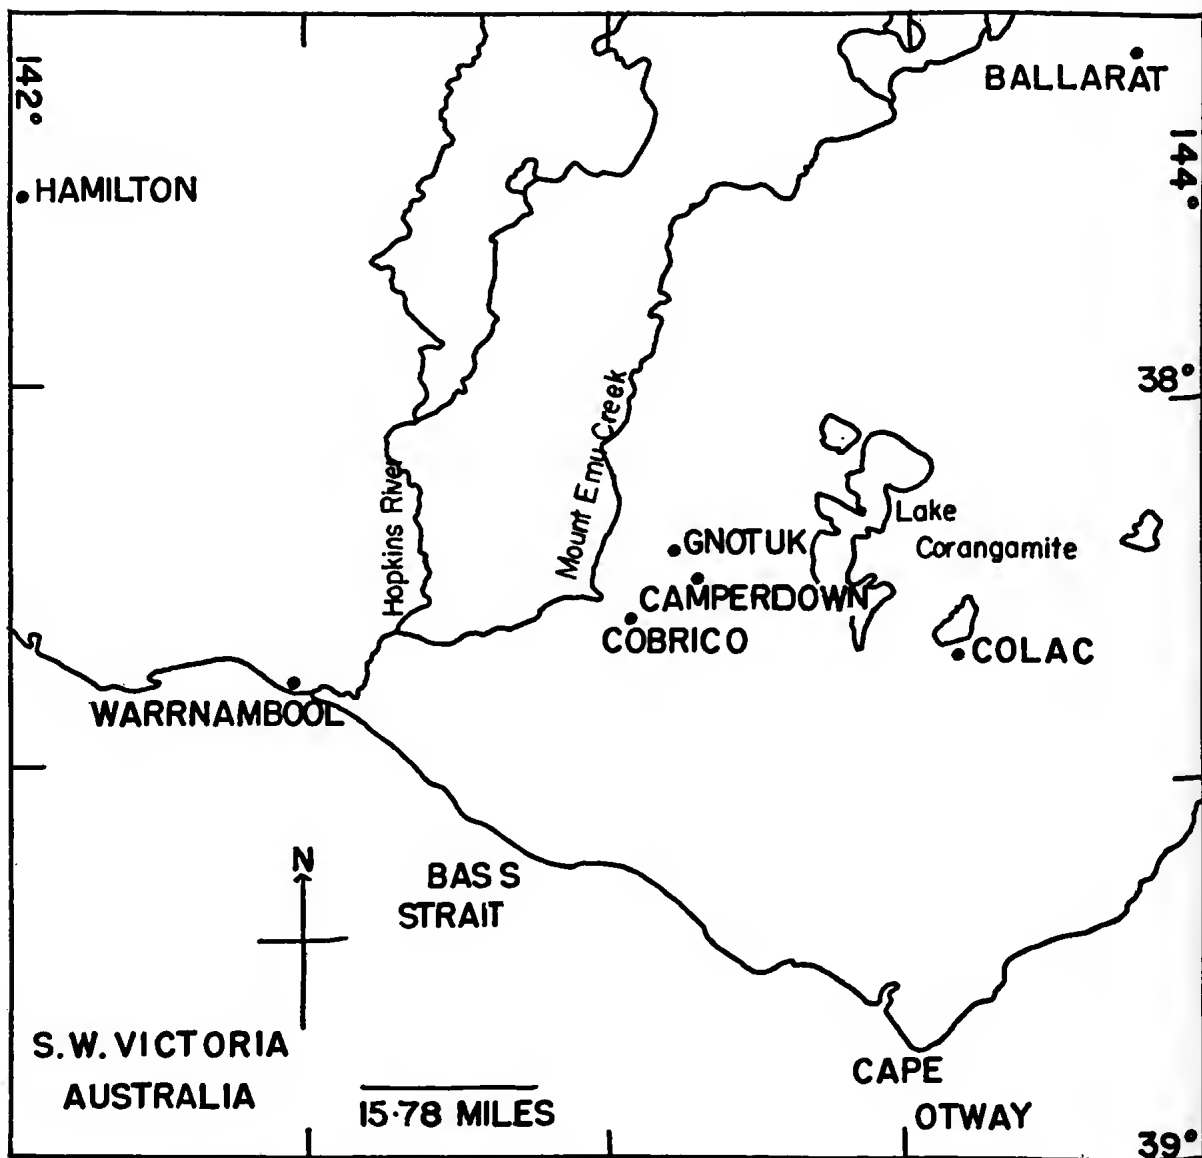 142°
BALLARAT
144°
HAMILTON
38°
Hopkins River
Mount Emu Creek
Lake
Corangamite
GNOTUK
CAMPERDOWN
COBRICO
COLAC
WARRNAMBOOL
N
BASS
STRAIT
S.W. VICTORIA
AUSTRALIA
15·78 MILES
CAPE
OTWAY
39°